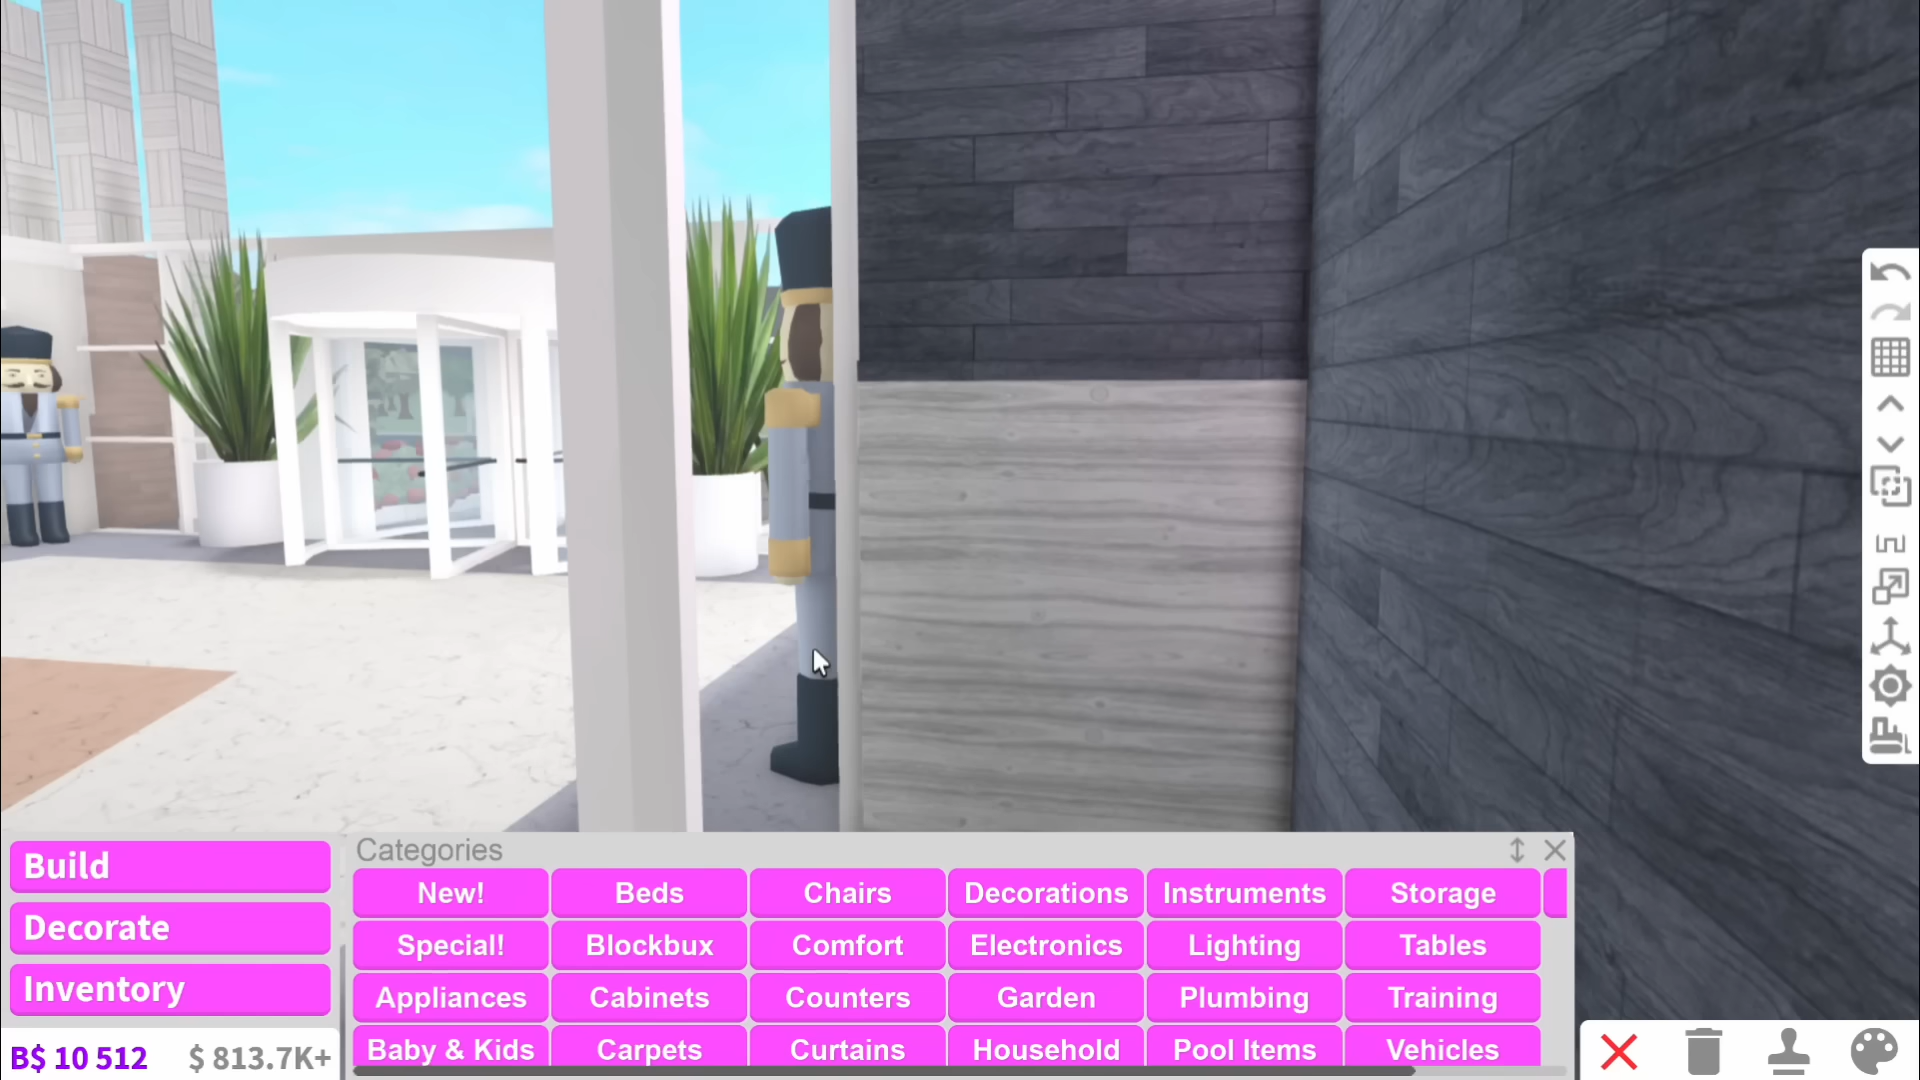 Build
Decorate
Inventory
B$ 10 512 $ 813.7K+
Categories
New! Beds Chairs Decorations Instruments Storage
Special! Blockbux Comfort Electronics Lighting Tables
Appliances Cabinets Counters Garden Plumbing Training
Baby & Kids Carpets Curtains Household Pool Items Vehicles